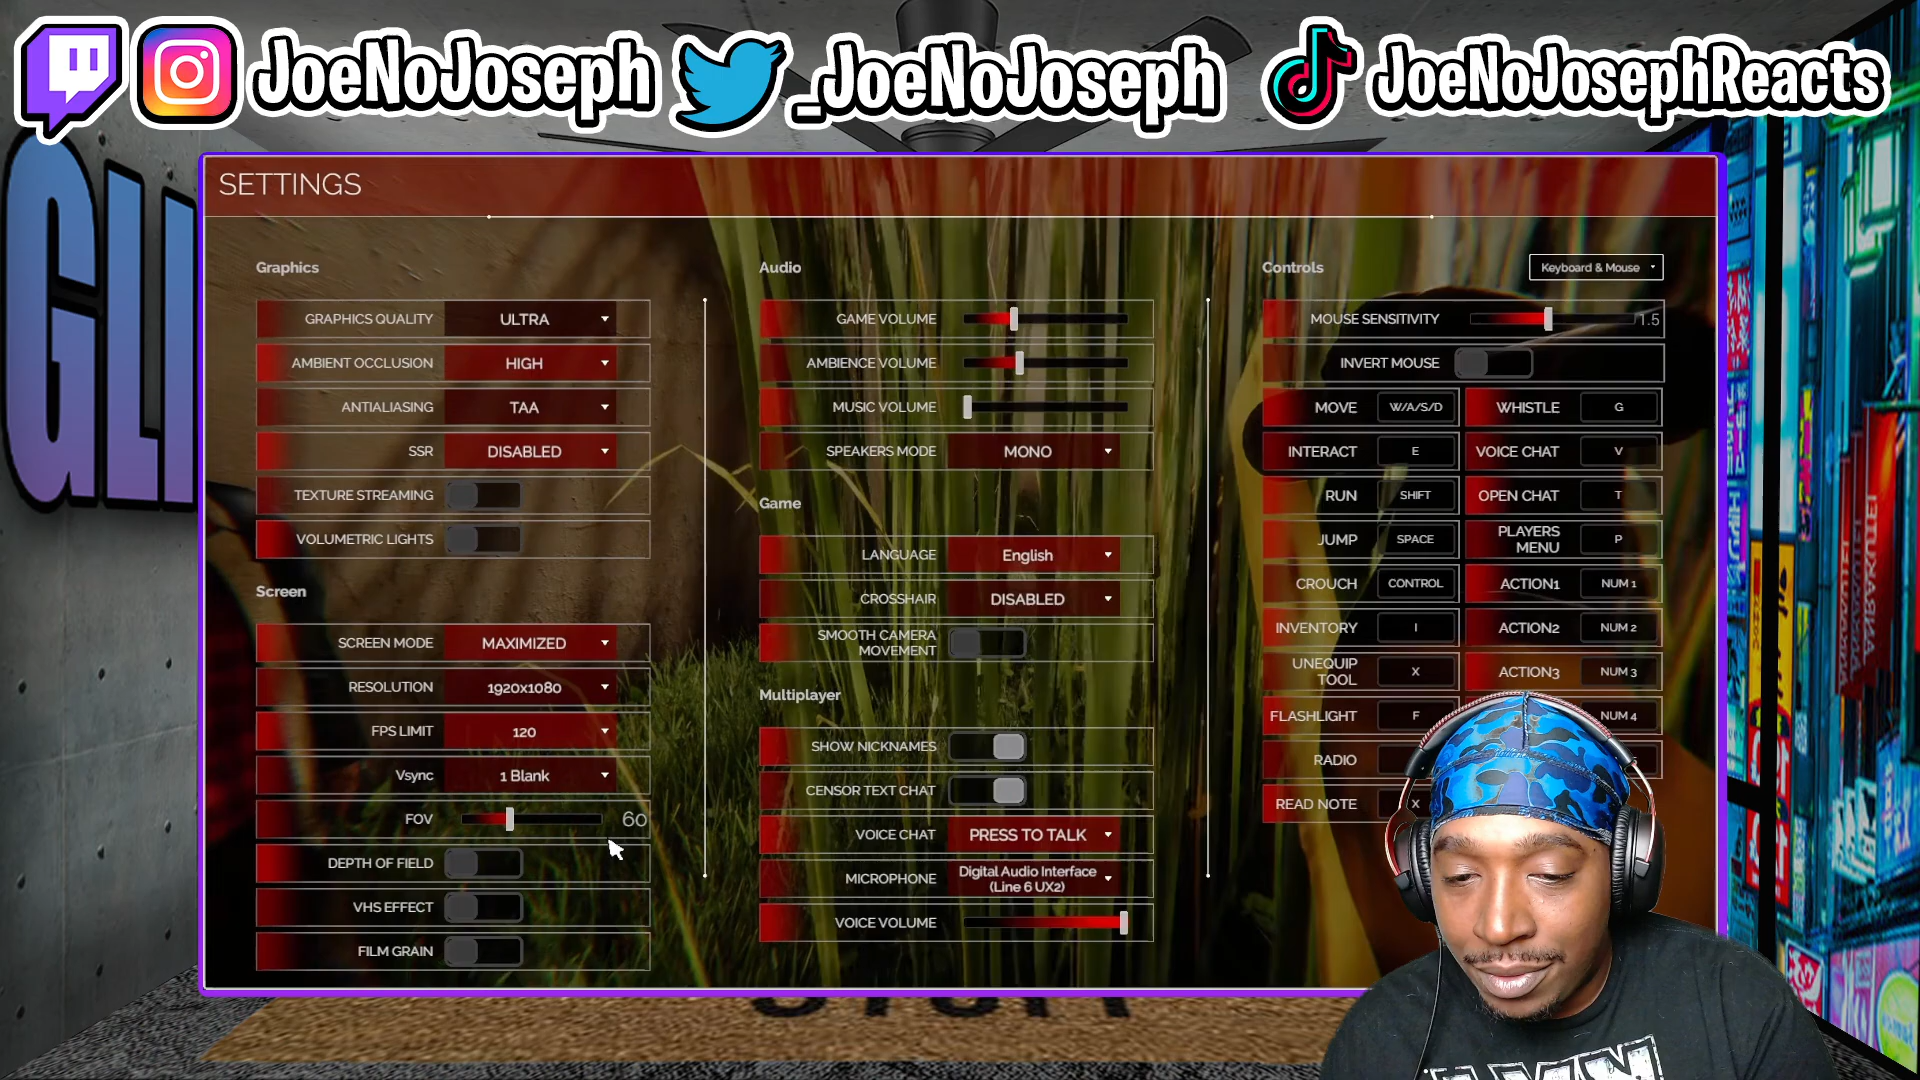 JoeNoJoseph
_JoeNoJoseph
JoeNoJosephReacts
GLI
SETTINGS
Graphics
GRAPHICS QUALITY ULTRA
AMBIENT OCCLUSION HIGH
ANTIALIASING TAA
SSR DISABLED
TEXTURE STREAMING
VOLUMETRIC LIGHTS
Screen
SCREEN MODE MAXIMIZED
RESOLUTION 1920x1080
FPS LIMIT 120
Vsync 1 Blank
FOV 60
DEPTH OF FIELD
VHS EFFECT
FILM GRAIN
Audio
GAME VOLUME
AMBIENCE VOLUME
MUSIC VOLUME
SPEAKERS MODE MONO
Game
LANGUAGE English
CROSSHAIR DISABLED
SMOOTH CAMERA
MOVEMENT
Multiplayer
SHOW NICKNAMES
CENSOR TEXT CHAT
VOICE CHAT PRESS TO TALK
MICROPHONE Digital Audio Interface
(Line 6 UX2)
VOICE VOLUME
Controls Keyboard & Mouse
MOUSE SENSITIVITY 1.5
INVERT MOUSE
MOVE W/A/S/D WHISTLE G
INTERACT E VOICE CHAT V
RUN SHIFT OPEN CHAT T
JUMP SPACE PLAYERS
MENU P
CROUCH CONTROL ACTION1 NUM 1
INVENTORY I ACTION2 NUM 2
UNEQUIP
TOOL X ACTION3 NUM 3
FLASHLIGHT F NUM 4
RADIO
READ NOTE X